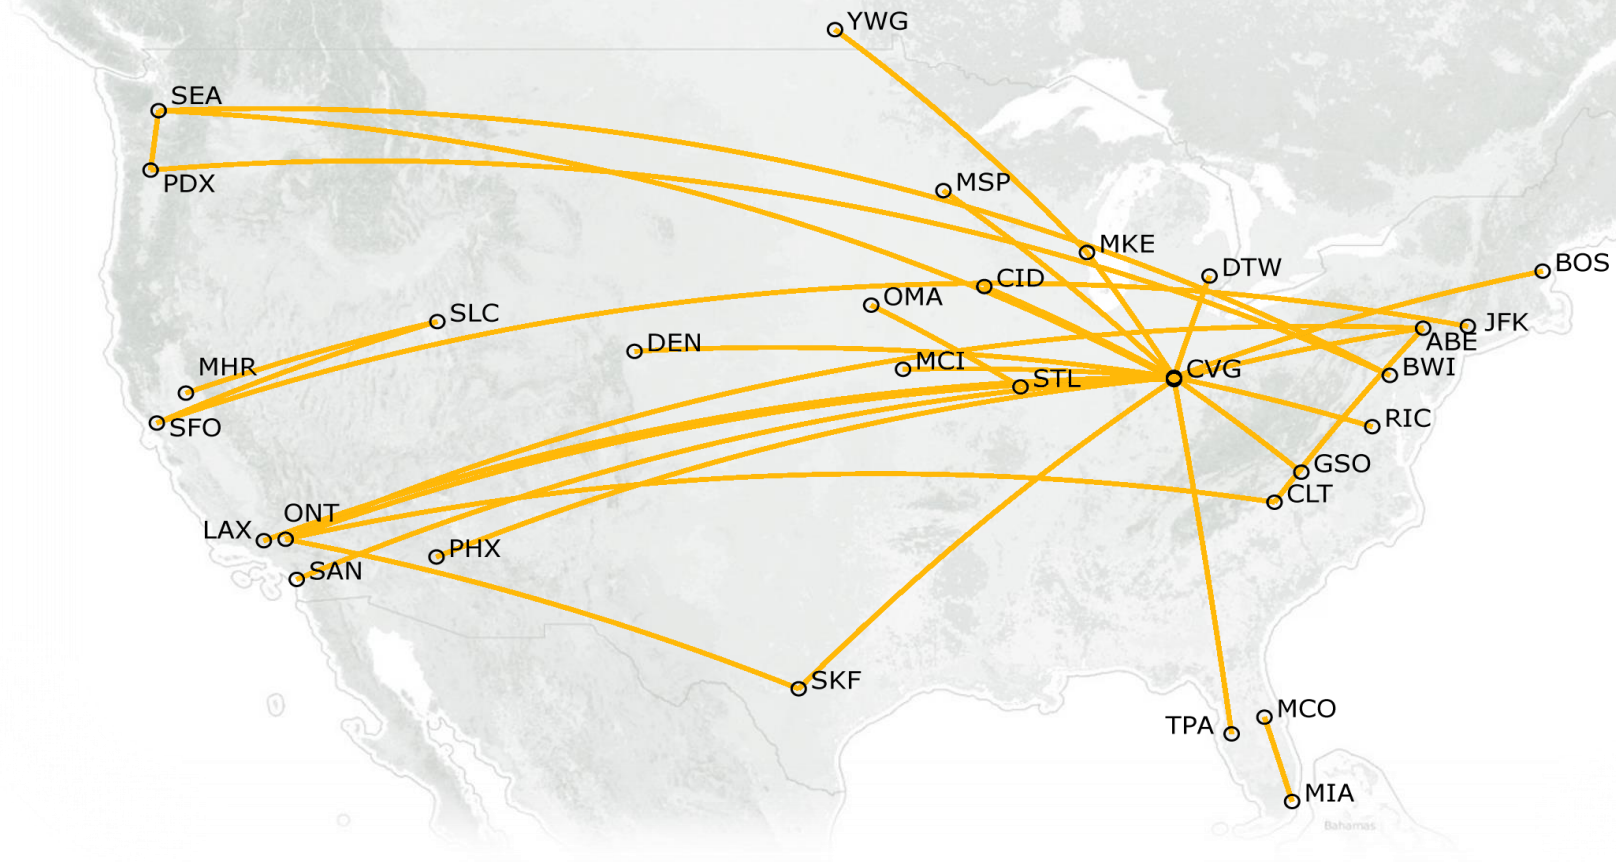 YWG
SEA
MSP
PDX
MKE
DTW
BOS
CID
OMA
SLC
JFK
DEN
ABE
MHR
MCI
CVG
BWI
STL
RIC
SFO
GSO
CLT
ONT
LAX
PHX
SAN
SKF
MCO
TPA
MIA
Bahamas